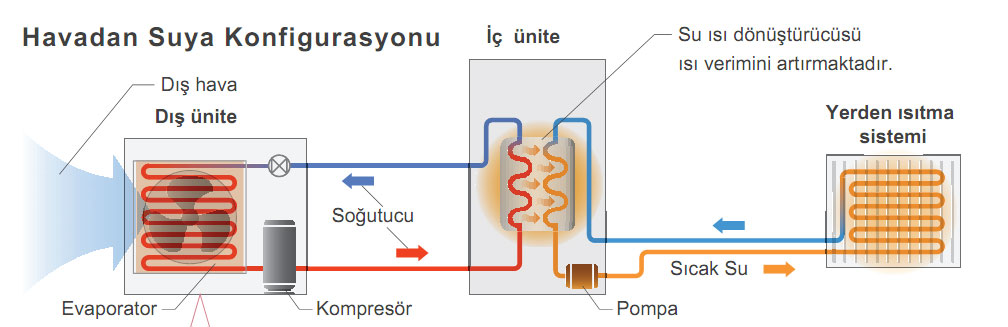 Havadan Suya Konfigurasyonu
İç ünite
Su ısı dönüştürücüsü
ısı verimini artırmaktadır.
Dış hava
Dış ünite
Yerden ısıtma
sistemi
Soğutucu
Sıcak Su
Evaporator
Kompresör
Pompa